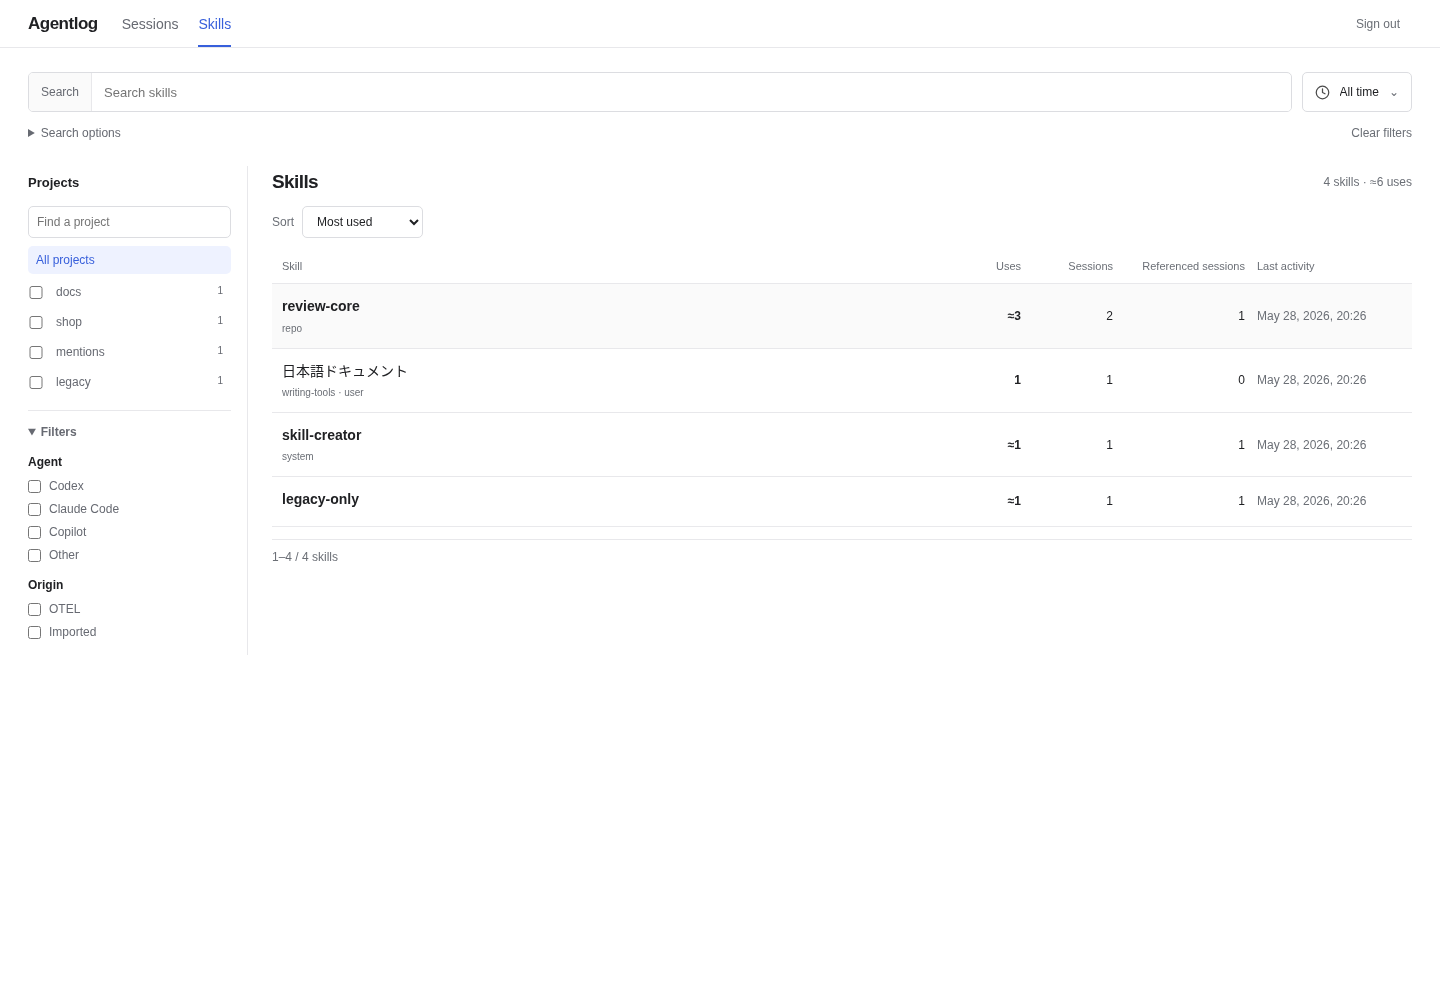 Agentlog Sessions Skills Sign out
Search Search skills All time
Search options Clear filters
Projects
Find a project
All projects
docs 1
shop 1
mentions 1
legacy 1
Filters
Agent
Codex
Claude Code
Copilot
Other
Origin
OTEL
Imported
Skills 4 skills · ≈6 uses
Sort Most used
Skill Uses Sessions Referenced sessions Last activity
review-core ≈3 2 1 May 28, 2026, 20:26
repo
日本語ドキュメント 1 1 0 May 28, 2026, 20:26
writing-tools · user
skill-creator ≈1 1 1 May 28, 2026, 20:26
system
legacy-only ≈1 1 1 May 28, 2026, 20:26
1–4 / 4 skills